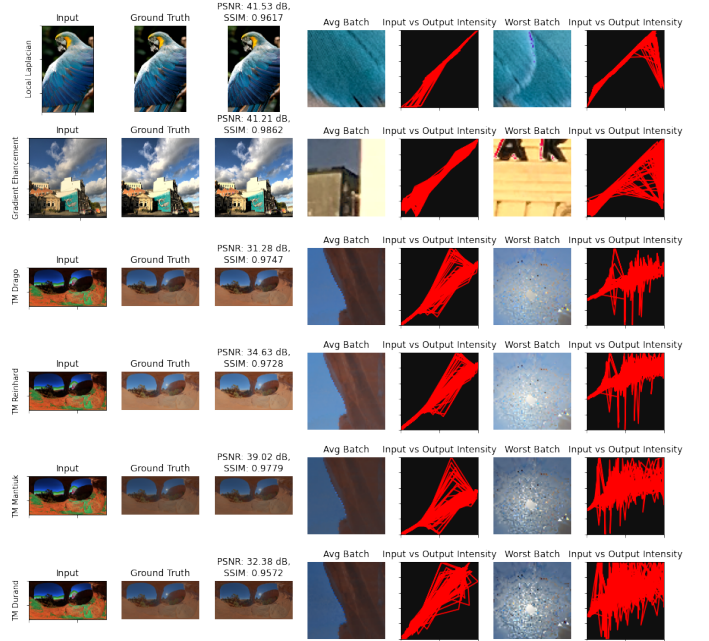 PSNR: 41.53 dB,
Input Ground Truth SSIM: 0.9617 Avg Batch Input vs Output Intensity Worst Batch Input vs Output Intensity
Local Laplacian
PSNR: 41.21 dB,
Input Ground Truth SSIM: 0.9862 Avg Batch Input vs Output Intensity Worst Batch Input vs Output Intensity
Gradient Ehancement
PSNR: 31.28 dB,
Input Ground Truth SSIM: 0.9747 Avg Batch Input vs Output Intensity Worst Batch Input vs Output Intensity
TM Drago
PSNR: 34.63 dB,
Input Ground Truth SSIM: 0.9728 Avg Batch Input vs Output Intensity Worst Batch Input vs Output Intensity
TM Reinhard
PSNR: 39.02 dB,
Input Ground Truth SSIM: 0.9779 Avg Batch Input vs Output Intensity Worst Batch Input vs Output Intensity
TM Mantiuk
PSNR: 32.38 dB,
Input Ground Truth SSIM: 0.9572 Avg Batch Input vs Output Intensity Worst Batch Input vs Output Intensity
TM Durand